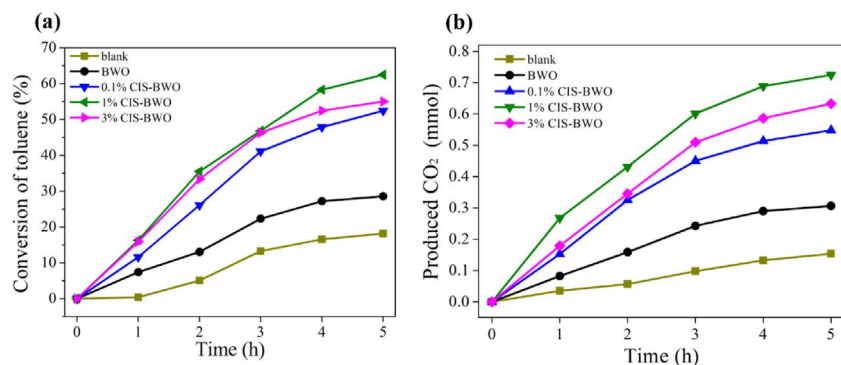 (a)
70
60
50
40
30
20
10
0
Conversion of toluene (%)
blank
BWO
0.1% CIS-BWO
1% CIS-BWO
3% CIS-BWO
0 1 2 3 4 5
Time (h)
(b)
0.8
0.7
0.6
0.5
0.4
0.3
0.2
0.1
0.0
Produced CO₂ (mmol)
blank
BWO
0.1% CIS-BWO
1% CIS-BWO
3% CIS-BWO
0 1 2 3 4 5
Time (h)